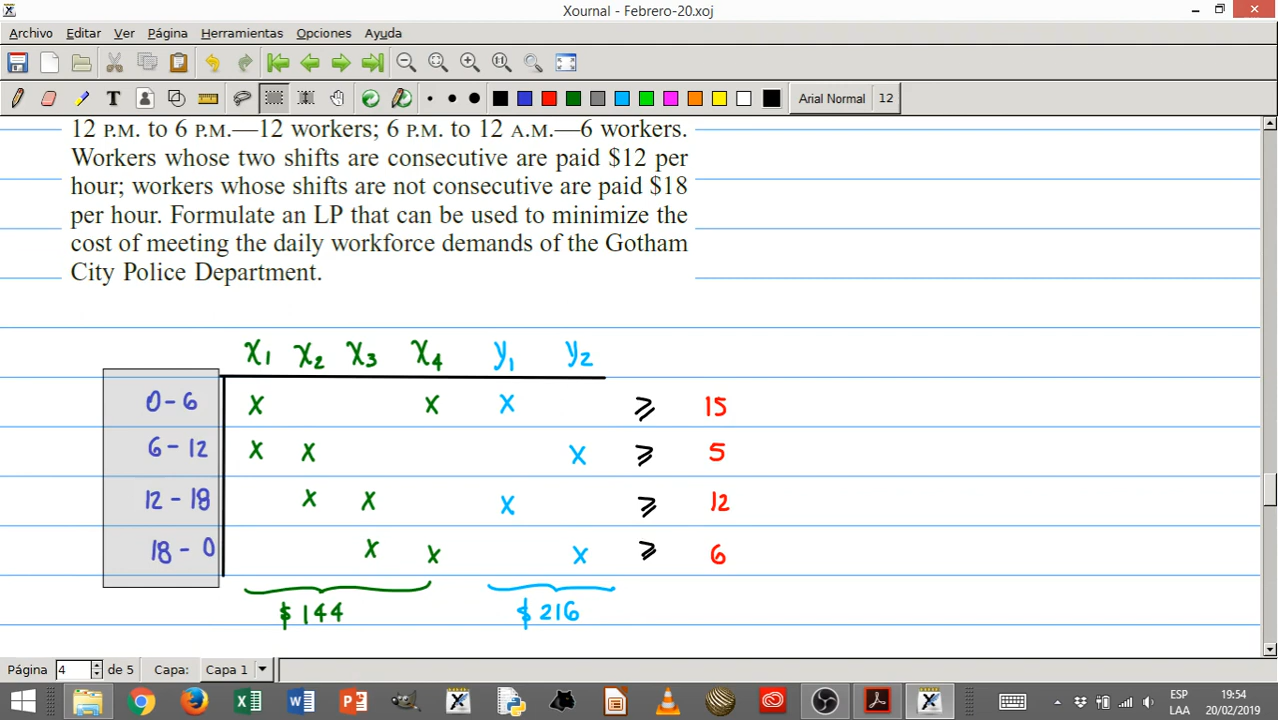 Xournal - Febrero-20.xoj
Archivo Editar Ver Página Herramientas Opciones Ayuda
T Arial Normal 12
12 P.M. to 6 P.M.—12 workers; 6 P.M. to 12 A.M.—6 workers.
Workers whose two shifts are consecutive are paid $12 per
hour; workers whose shifts are not consecutive are paid $18
per hour. Formulate an LP that can be used to minimize the
cost of meeting the daily workforce demands of the Gotham
City Police Department.
x₁ x₂ x₃ x₄ y₁ y₂
0-6 x x x ≥ 15
6-12 x x x ≥ 5
12-18 x x x ≥ 12
18-0 x x x ≥ 6
$144 $216
Página 4 de 5 Capa: Capa 1
ESP 19:54
LAA 20/02/2019